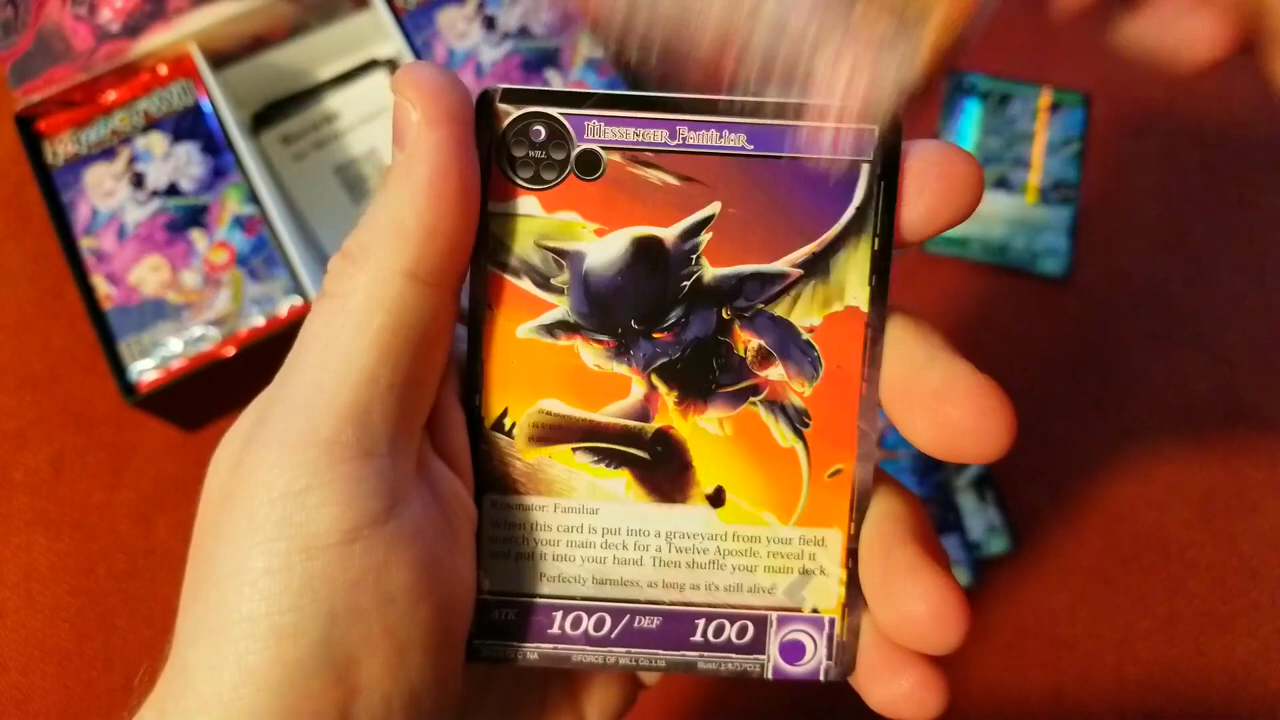 Messenger Familiar
WILL
Resonator: Familiar
When this card is put into a graveyard from your field,
search your main deck for a Twelve Apostle, reveal it
and put it into your hand. Then shuffle your main deck.
Perfectly harmless, as long as it's still alive.
ATK 100/ DEF 100
©FORCE OF WILL Co.,Ltd.